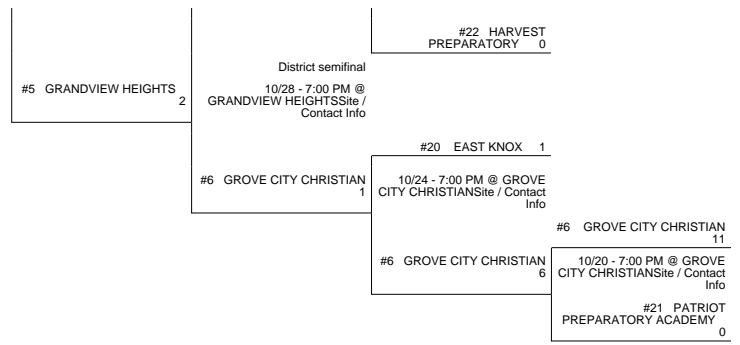 #22 HARVEST
PREPARATORY 0
District semifinal
#5 GRANDVIEW HEIGHTS
2
10/28 - 7:00 PM @
GRANDVIEW HEIGHTSSite /
Contact Info
#20 EAST KNOX 1
#6 GROVE CITY CHRISTIAN
1
10/24 - 7:00 PM @ GROVE
CITY CHRISTIANSite / Contact
Info
#6 GROVE CITY CHRISTIAN
11
#6 GROVE CITY CHRISTIAN
6
10/20 - 7:00 PM @ GROVE
CITY CHRISTIANSite / Contact
Info
#21 PATRIOT
PREPARATORY ACADEMY
0